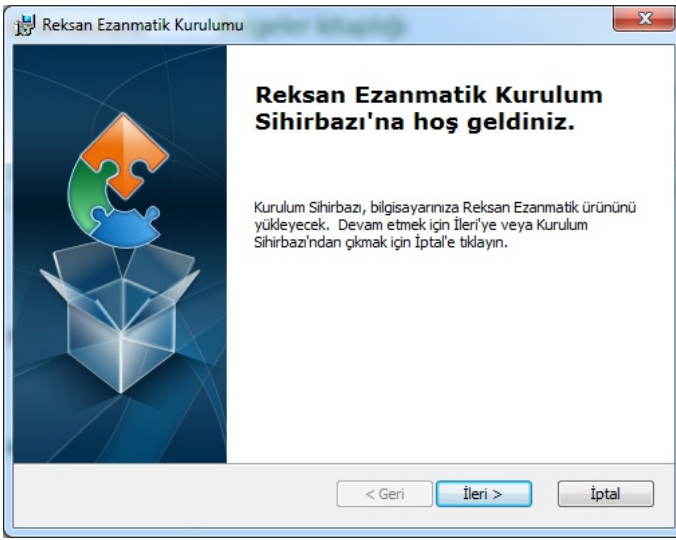 Reksan Ezanmatik Kurulumu
Reksan Ezanmatik Kurulum
Sihirbazı'na hoş geldiniz.
Kurulum Sihirbazı, bilgisayarınıza Reksan Ezanmatik ürününü
yükleyecek. Devam etmek için İleri'ye veya Kurulum
Sihirbazı'ndan çıkmak için İptal'e tıklayın.
< Geri
İleri >
İptal